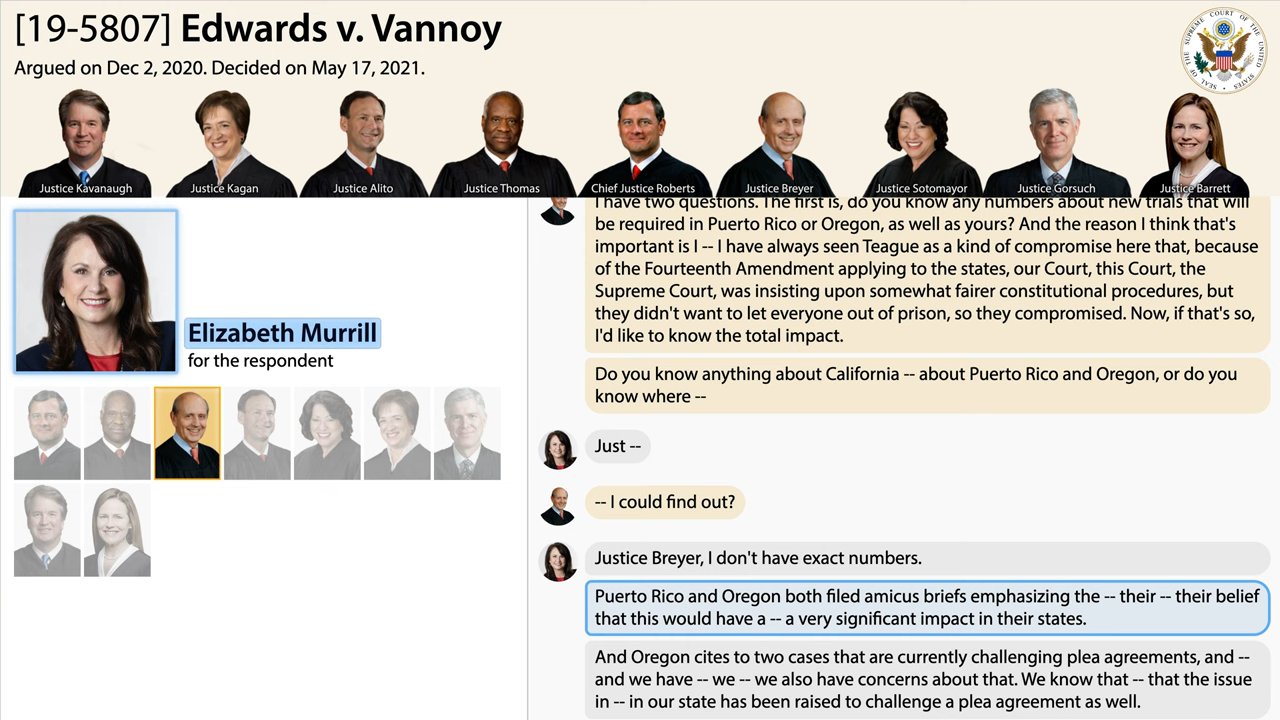 [19-5807] Edwards v. Vannoy
Argued on Dec 2, 2020. Decided on May 17, 2021.
SEAL OF THE SUPREME COURT OF THE UNITED STATES
Justice Kavanaugh
Justice Kagan
Justice Alito
Justice Thomas
Chief Justice Roberts
Justice Breyer
Justice Sotomayor
Justice Gorsuch
Justice Barrett
Elizabeth Murrill
for the respondent
I have two questions. The first is, do you know any numbers about new trials that will
be required in Puerto Rico or Oregon, as well as yours? And the reason I think that's
important is I -- I have always seen Teague as a kind of compromise here that, because
of the Fourteenth Amendment applying to the states, our Court, this Court, the
Supreme Court, was insisting upon somewhat fairer constitutional procedures, but
they didn't want to let everyone out of prison, so they compromised. Now, if that's so,
I'd like to know the total impact.
Do you know anything about California -- about Puerto Rico and Oregon, or do you
know where --
Just --
-- I could find out?
Justice Breyer, I don't have exact numbers.
Puerto Rico and Oregon both filed amicus briefs emphasizing the -- their -- their belief
that this would have a -- a very significant impact in their states.
And Oregon cites to two cases that are currently challenging plea agreements, and --
and we have -- we -- we also have concerns about that. We know that -- that the issue
in -- in our state has been raised to challenge a plea agreement as well.